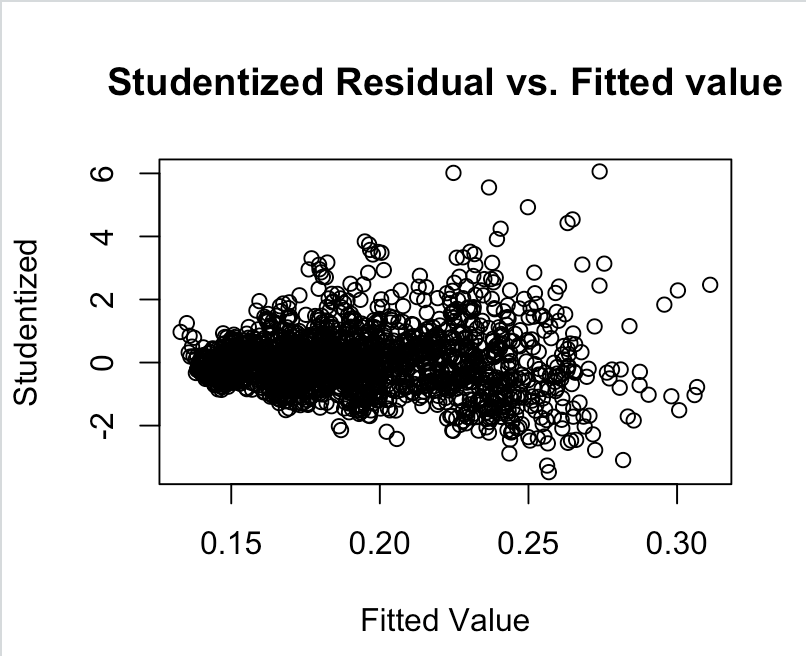 Studentized Residual vs. Fitted value
Studentized
6
4
2
0
-2
0.15 0.20 0.25 0.30
Fitted Value